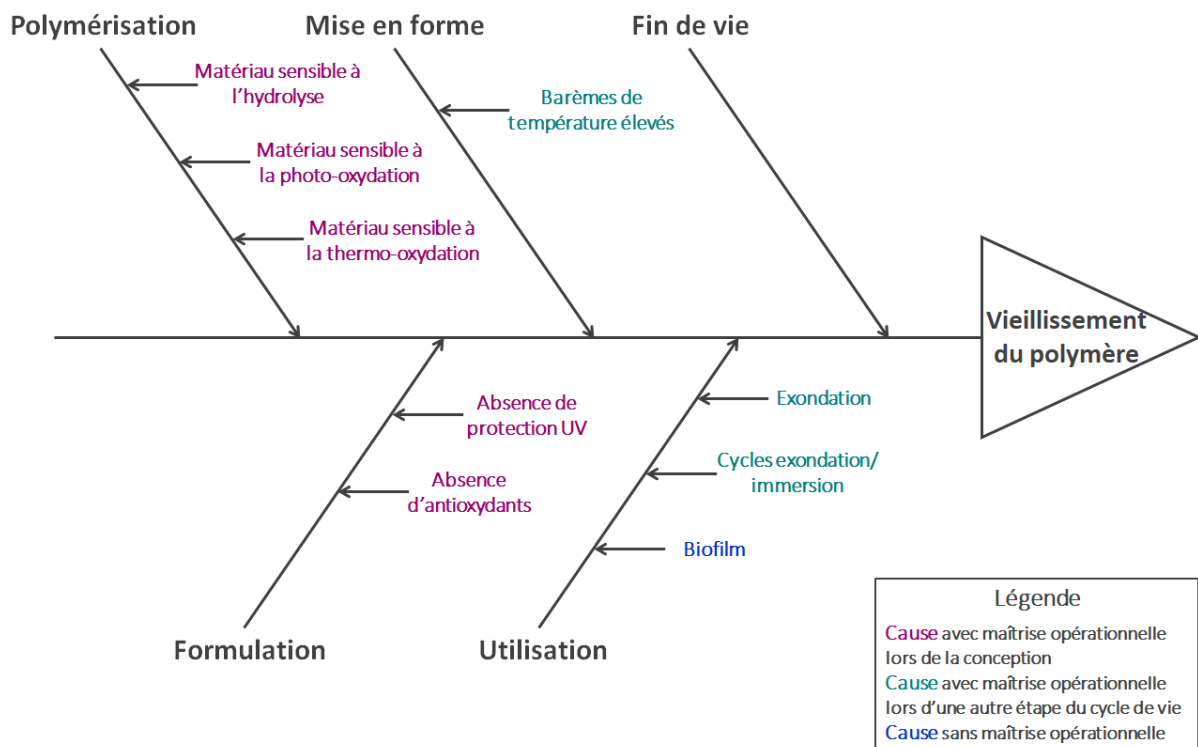 Polymérisation
Mise en forme
Fin de vie
Matériau sensible à
l'hydrolyse
Matériau sensible à
la photo-oxydation
Matériau sensible à
la thermo-oxydation
Barèmes de
température élevés
Vieillissement
du polymère
Absence de
protection UV
Absence
d'antioxydants
Exondation
Cycles exondation/
immersion
Biofilm
Formulation
Utilisation
Légende
Cause avec maîtrise opérationnelle
lors de la conception
Cause avec maîtrise opérationnelle
lors d'une autre étape du cycle de vie
Cause sans maîtrise opérationnelle